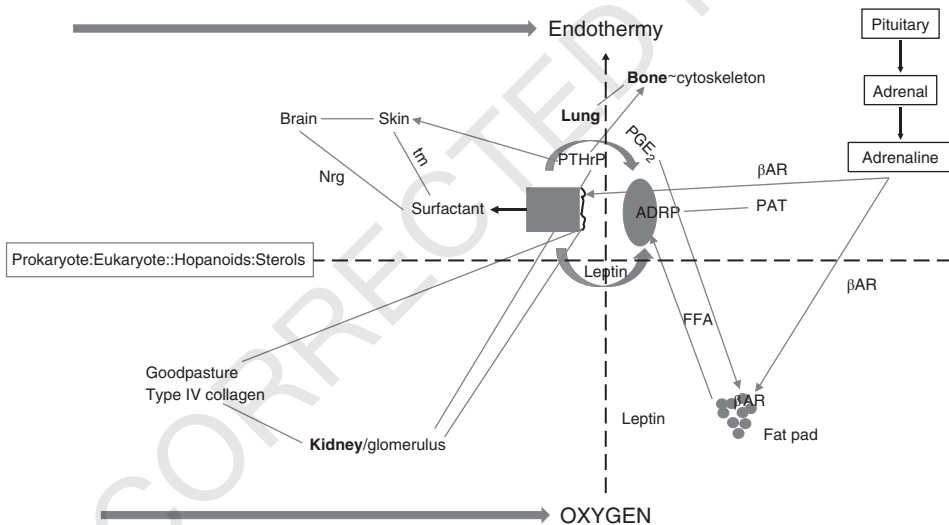 Endothermy
Pituitary
Adrenal
Adrenaline
Bone~cytoskeleton
Lung
Brain
Skin
tm
Nrg
PTHrP
PGE2
βAR
Surfactant
ADRP
PAT
Prokaryote:Eukaryote::Hopanoids:Sterols
Leptin
βAR
FFA
Goodpasture
Type IV collagen
βAR
Leptin
Fat pad
Kidney/glomerulus
OXYGEN
CORRECTED